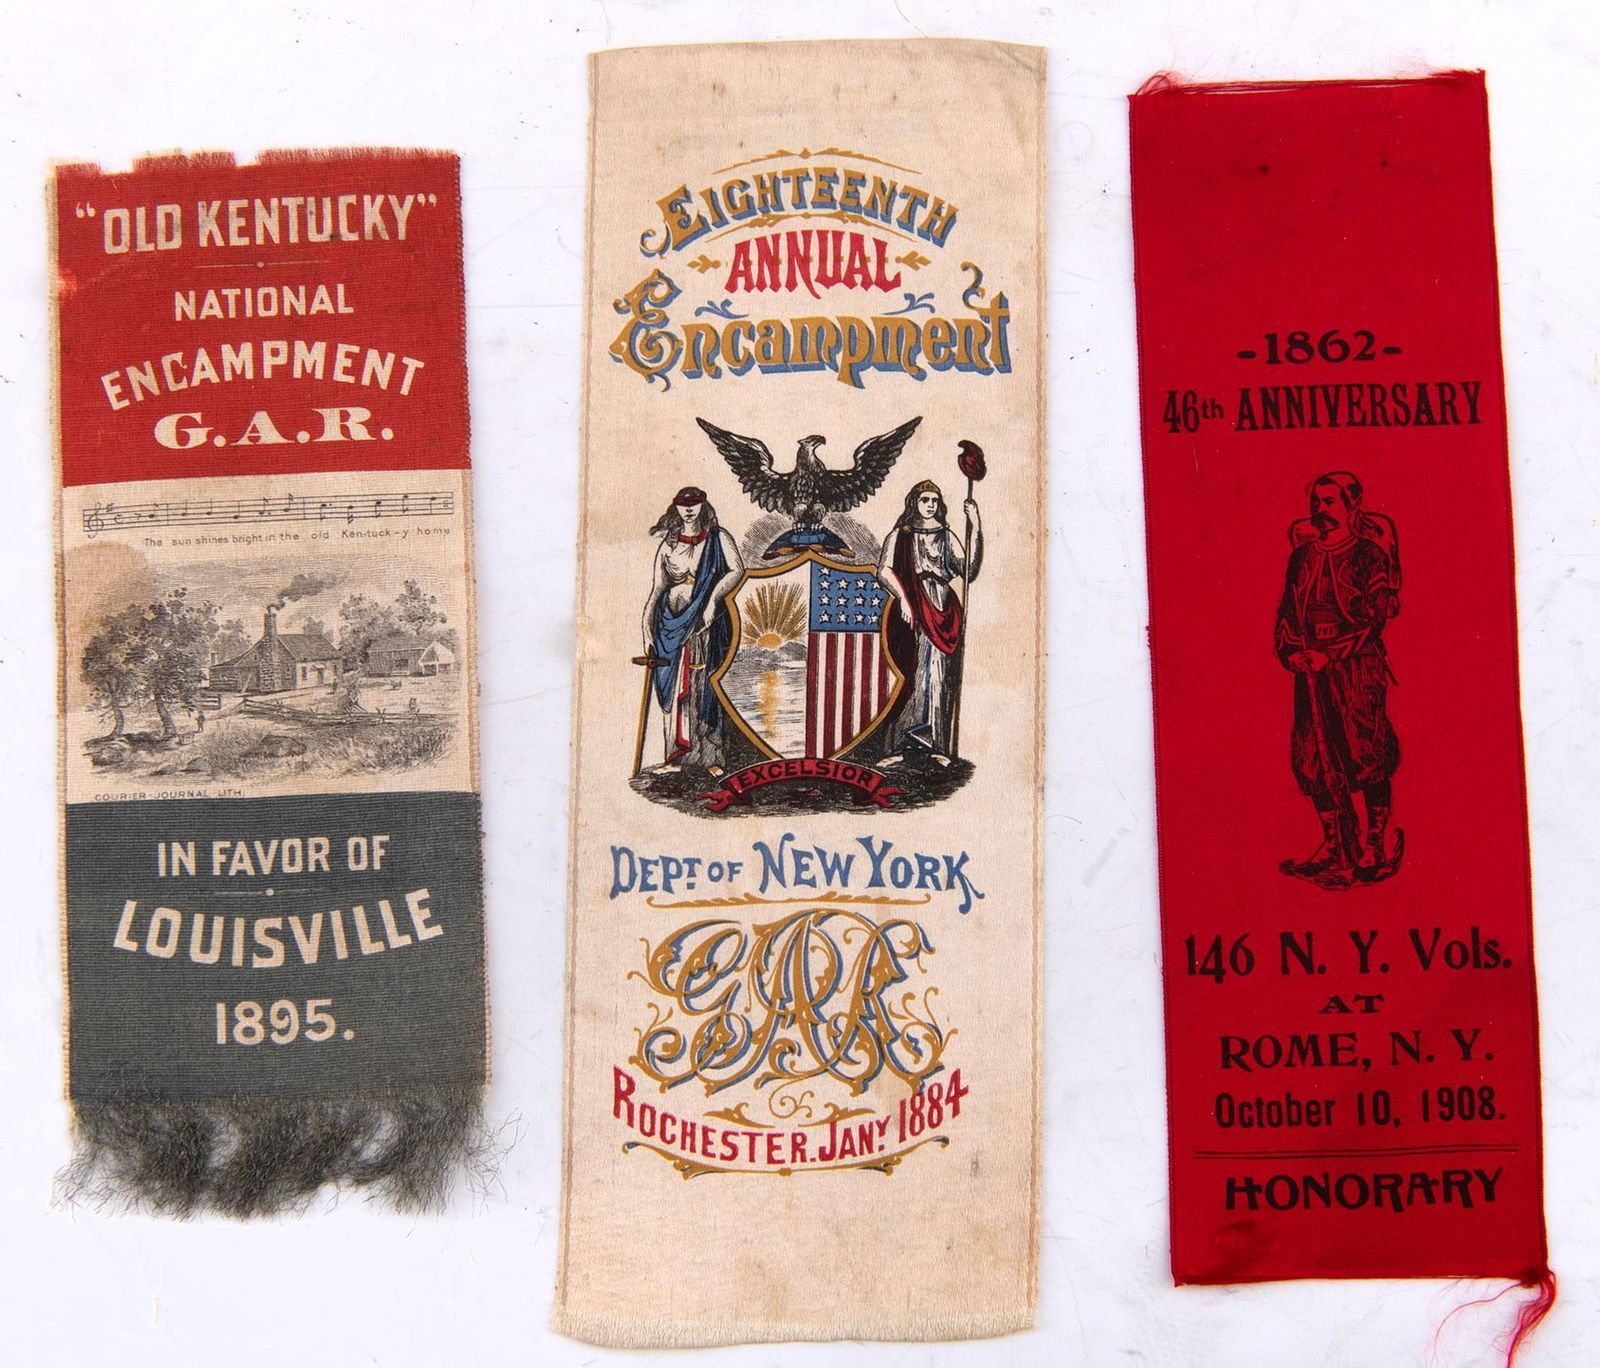 "OLD KENTUCKY"
NATIONAL
ENCAMPMENT
G.A.R.
The sun shines bright in the old Ken-tuck-y home
COURIER-JOURNAL LITH.
IN FAVOR OF
LOUISVILLE
1895.
EIGHTEENTH
ANNUAL
Encampment
EXCELSIOR
DEPT. OF NEW YORK
GAR
ROCHESTER. JANY. 1884
-1862-
46th ANNIVERSARY
146 N. Y. Vols.
AT
ROME, N. Y.
October 10, 1908.
HONORARY